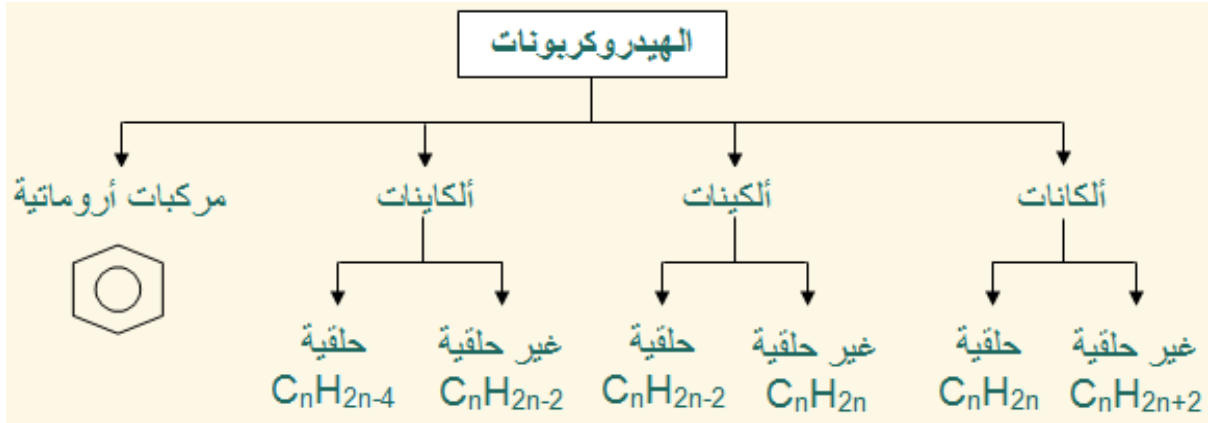 الهيدروكربونات
ألكانات ألكينات ألكاينات مركبات أروماتية
غير حلقية حلقية غير حلقية حلقية غير حلقية حلقية
CₙH₂ₙ₊₂ CₙH₂ₙ CₙH₂ₙ CₙH₂ₙ₋₂ CₙH₂ₙ₋₂ CₙH₂ₙ₋₄